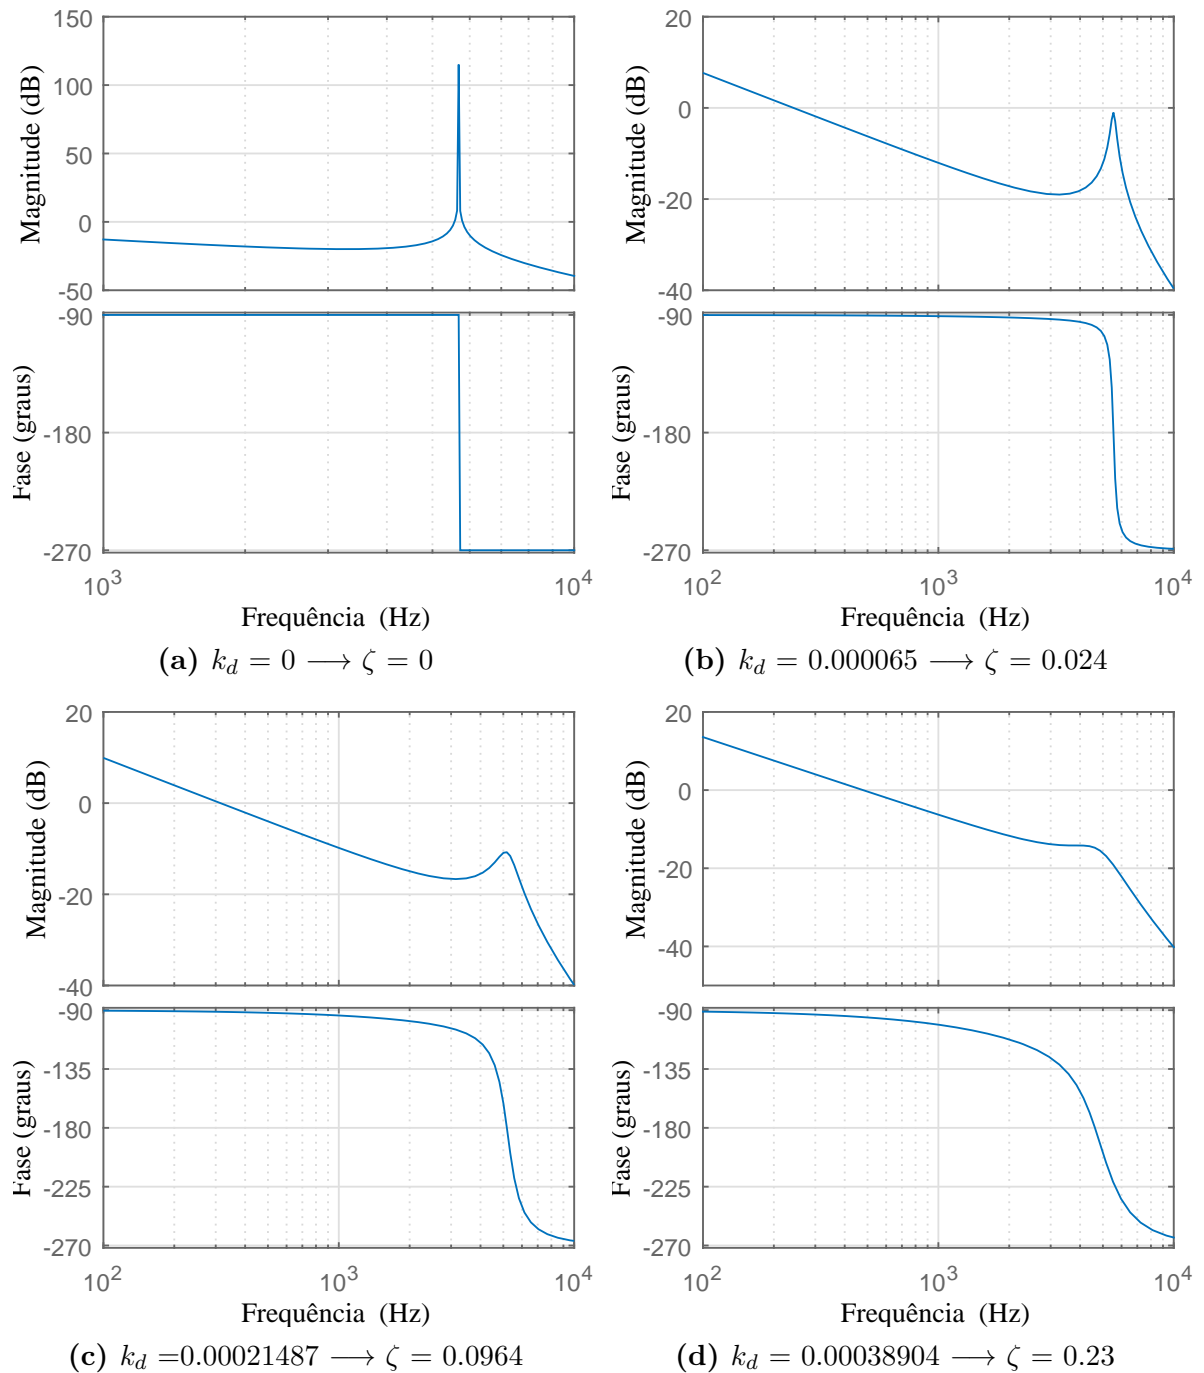 150
100
50
0
50
Magnitude (dB)
-90
-180
-270
Fase (graus)
10^3
10^4
Frequência (Hz)
(a) k_d = 0 ⟶ ζ = 0
20
0
-20
-40
Magnitude (dB)
-90
-180
-270
Fase (graus)
10^2
10^3
10^4
Frequência (Hz)
(b) k_d = 0.000065 ⟶ ζ = 0.024
20
0
-20
-40
Magnitude (dB)
-90
-135
-180
-225
-270
Fase (graus)
10^2
10^3
10^4
Frequência (Hz)
(c) k_d =0.00021487 ⟶ ζ = 0.0964
20
0
-20
-40
Magnitude (dB)
-90
-135
-180
-225
-270
Fase (graus)
10^2
10^3
10^4
Frequência (Hz)
(d) k_d = 0.00038904 ⟶ ζ = 0.23